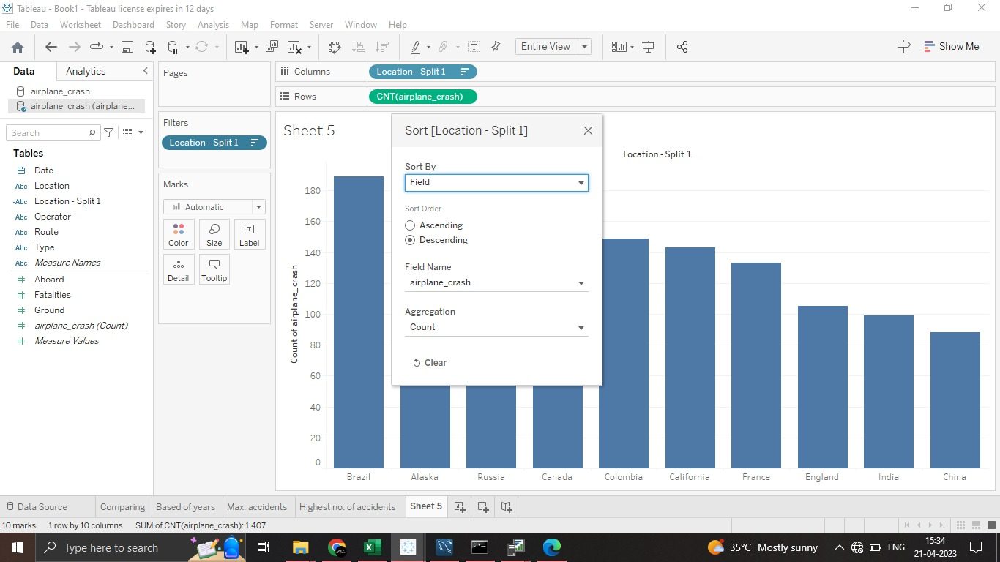 Tableau - Book1 - Tableau license expires in 12 days
File Data Worksheet Dashboard Story Analysis Map Format Server Window Help
Entire View
Show Me
Data Analytics
airplane_crash
airplane_crash (airplane...
Search
Tables
Date
Abc Location
=Abc Location - Split 1
Abc Operator
Abc Route
Abc Type
Abc Measure Names
# Aboard
# Fatalities
# Ground
# airplane_crash (Count)
# Measure Values
Pages
Filters
Location - Split 1
Marks
Automatic
Color Size Label
Detail Tooltip
Columns Location - Split 1
Rows CNT(airplane_crash)
Sheet 5
Location - Split 1
Sort [Location - Split 1]
Sort By
Field
Sort Order
Ascending
Descending
Field Name
airplane_crash
Aggregation
Count
Clear
Count of airplane_crash
180
160
140
120
100
80
60
40
20
0
Brazil Alaska Russia Canada Colombia California France England India China
Data Source Comparing Based of years Max. accidents Highest no. of accidents Sheet 5
10 marks 1 row by 10 columns SUM of CNT(airplane_crash): 1,407
Type here to search
35°C Mostly sunny
ENG
15:34
21-04-2023